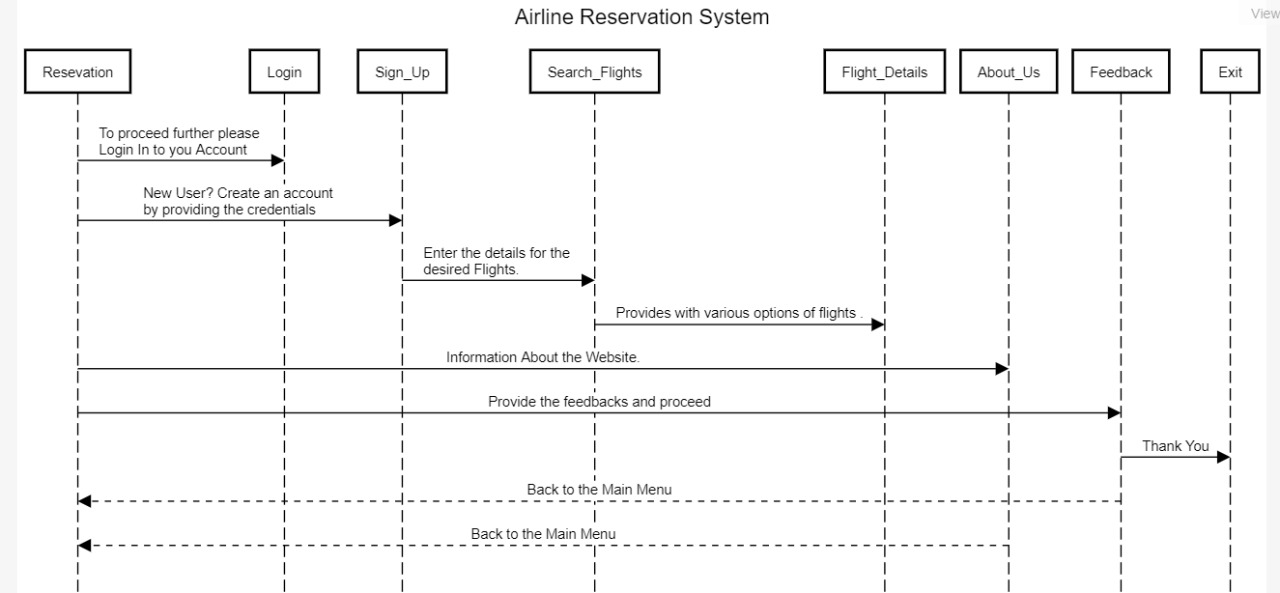 Airline Reservation System
View
Resevation
Login
Sign_Up
Search_Flights
Flight_Details
About_Us
Feedback
Exit
To proceed further please
Login In to you Account
New User? Create an account
by providing the credentials
Enter the details for the
desired Flights.
Provides with various options of flights .
Information About the Website.
Provide the feedbacks and proceed
Thank You
Back to the Main Menu
Back to the Main Menu